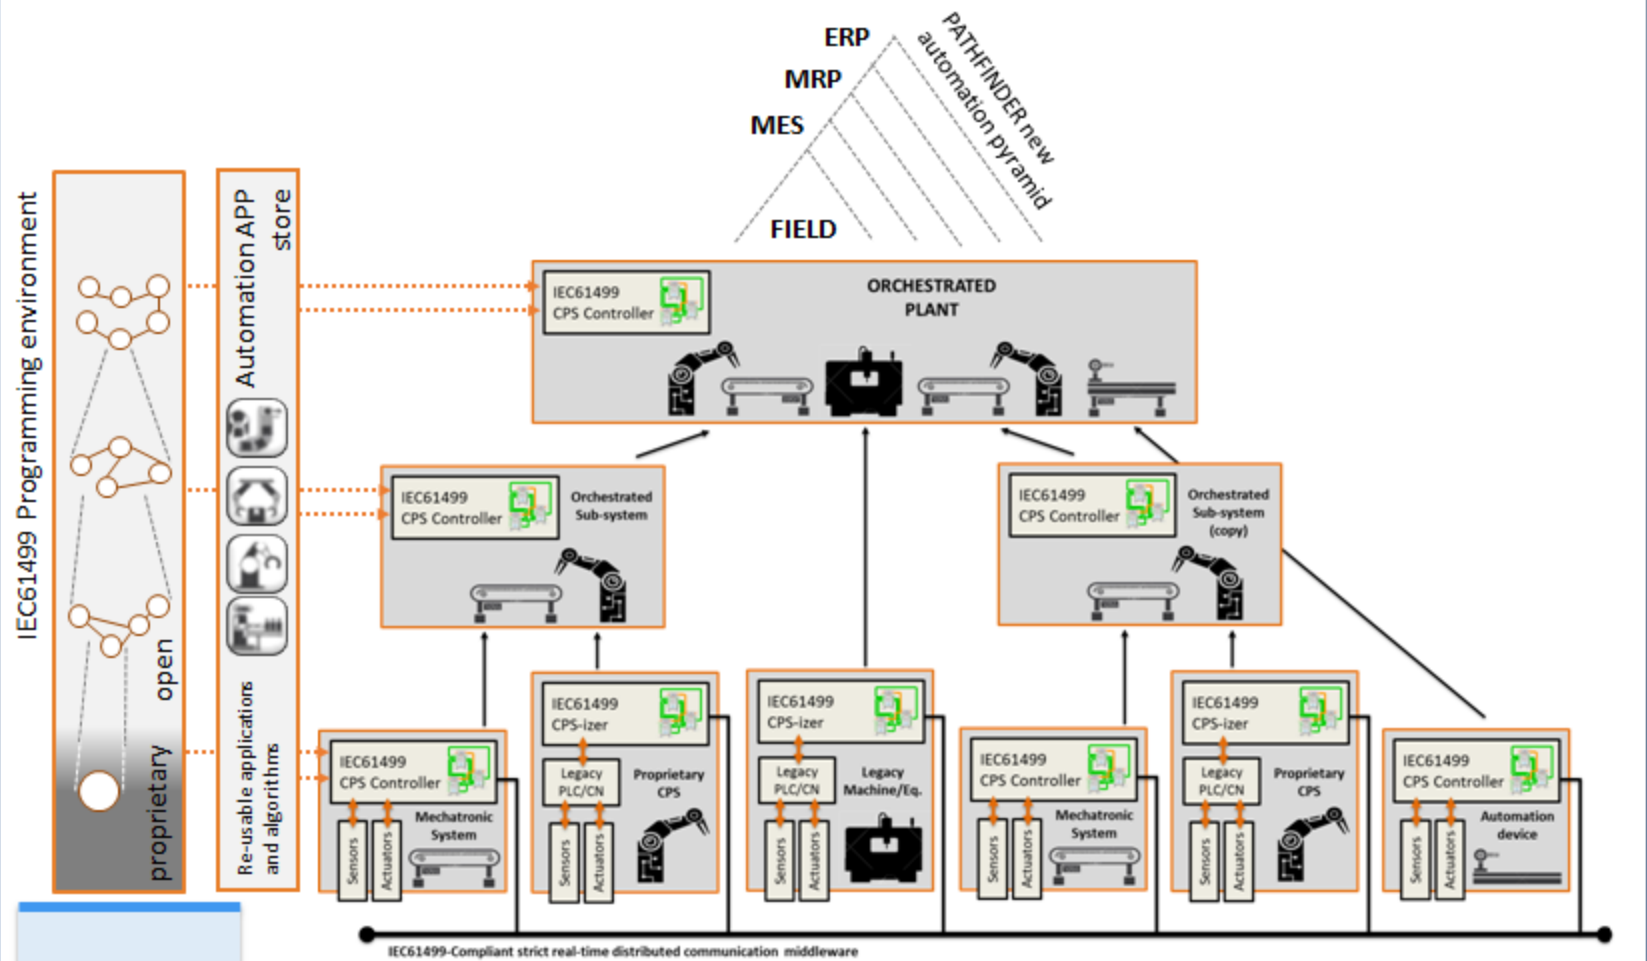 ERP
MRP
MES
FIELD
PATHFINDER new
automation pyramid
IEC61499 Programming environment
open
proprietary
Automation APP
store
Re-usable applications
and algorithms
IEC61499
CPS Controller
ORCHESTRATED
PLANT
IEC61499
CPS Controller
Orchestrated
Sub-system
IEC61499
CPS Controller
Orchestrated
Sub-system
(copy)
IEC61499
CPS Controller
Mechatronic
System
Sensors
Actuators
IEC61499
CPS-izer
Legacy
PLC/CN
Proprietary
CPS
Sensors
Actuators
IEC61499
CPS-izer
Legacy
PLC/CN
Legacy
Machine/Eq.
Sensors
Actuators
IEC61499
CPS Controller
Mechatronic
System
Sensors
Actuators
IEC61499
CPS-izer
Legacy
PLC/CN
Proprietary
CPS
Sensors
Actuators
IEC61499
CPS Controller
Automation
device
Sensors
Actuators
IEC61499-Compliant strict real-time distributed communication middleware